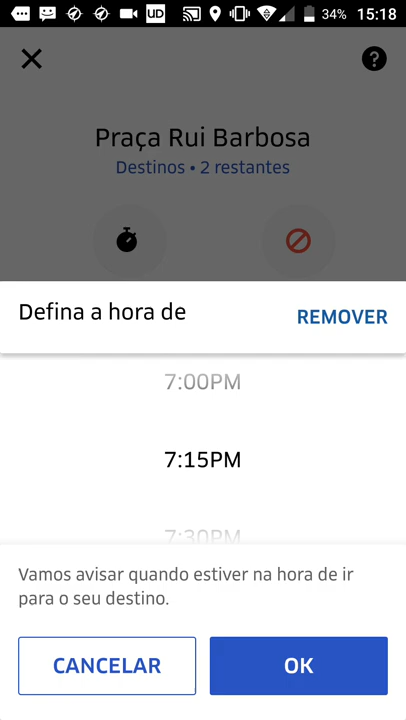 UD 34% 15:18
Praça Rui Barbosa
Destinos • 2 restantes
Defina a hora de
REMOVER
7:00PM
7:15PM
7:30PM
Vamos avisar quando estiver na hora de ir
para o seu destino.
CANCELAR
OK